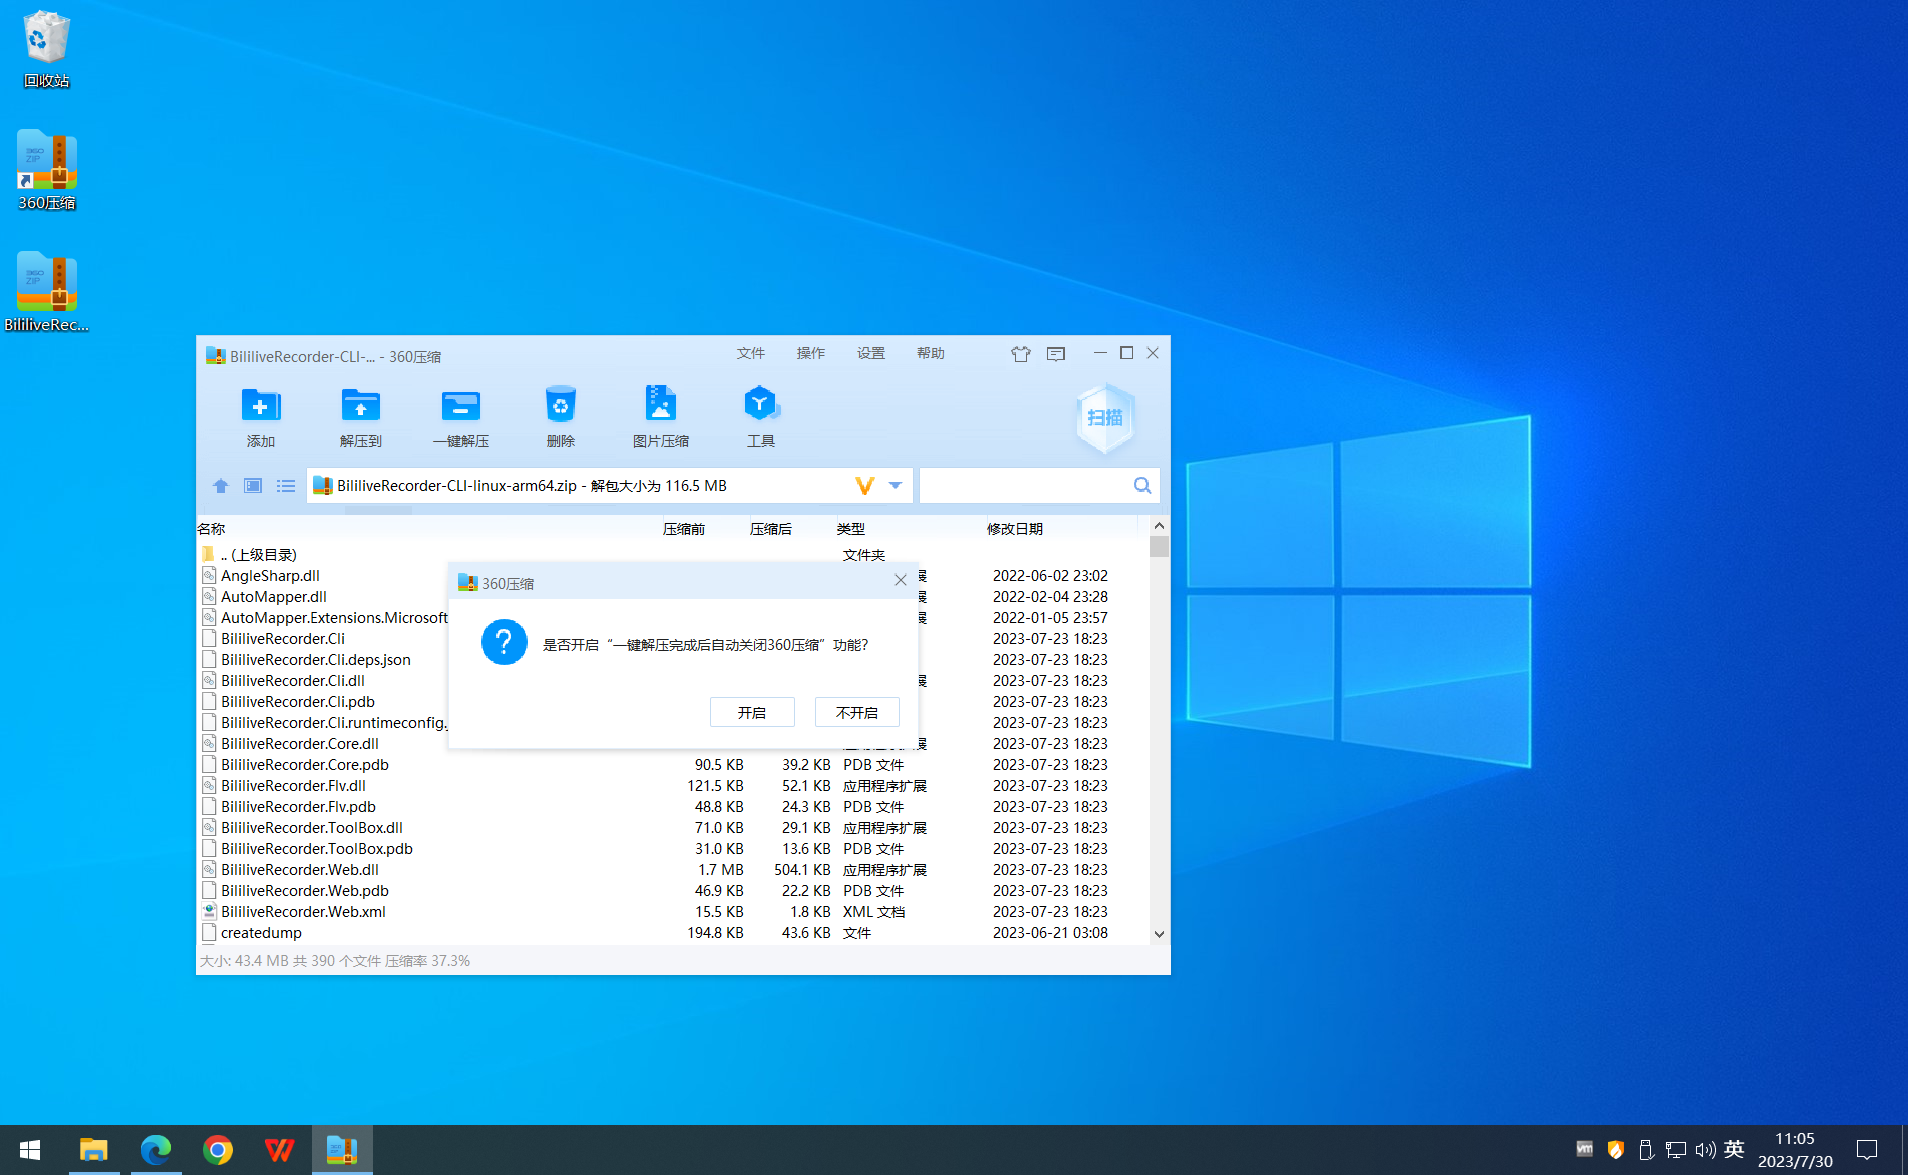 回收站
360压缩
BililiveRec...
BililiveRecorder-CLI-... - 360压缩
文件 操作 设置 帮助
添加 解压到 一键解压 删除 图片压缩 工具
扫描
BililiveRecorder-CLI-linux-arm64.zip - 解包大小为 116.5 MB
名称 压缩前 压缩后 类型 修改日期
.. (上级目录) 文件夹
AngleSharp.dll 展 2022-06-02 23:02
AutoMapper.dll 展 2022-02-04 23:28
AutoMapper.Extensions.Microsoft 展 2022-01-05 23:57
BililiveRecorder.Cli 2023-07-23 18:23
BililiveRecorder.Cli.deps.json 2023-07-23 18:23
BililiveRecorder.Cli.dll 展 2023-07-23 18:23
BililiveRecorder.Cli.pdb 2023-07-23 18:23
BililiveRecorder.Cli.runtimeconfig. 2023-07-23 18:23
BililiveRecorder.Core.dll 应用程序扩展 2023-07-23 18:23
BililiveRecorder.Core.pdb 90.5 KB 39.2 KB PDB 文件 2023-07-23 18:23
BililiveRecorder.Flv.dll 121.5 KB 52.1 KB 应用程序扩展 2023-07-23 18:23
BililiveRecorder.Flv.pdb 48.8 KB 24.3 KB PDB 文件 2023-07-23 18:23
BililiveRecorder.ToolBox.dll 71.0 KB 29.1 KB 应用程序扩展 2023-07-23 18:23
BililiveRecorder.ToolBox.pdb 31.0 KB 13.6 KB PDB 文件 2023-07-23 18:23
BililiveRecorder.Web.dll 1.7 MB 504.1 KB 应用程序扩展 2023-07-23 18:23
BililiveRecorder.Web.pdb 46.9 KB 22.2 KB PDB 文件 2023-07-23 18:23
BililiveRecorder.Web.xml 15.5 KB 1.8 KB XML 文档 2023-07-23 18:23
createdump 194.8 KB 43.6 KB 文件 2023-06-21 03:08
大小: 43.4 MB 共 390 个文件 压缩率 37.3%
360压缩
是否开启“一键解压完成后自动关闭360压缩”功能?
开启 不开启
英
11:05
2023/7/30